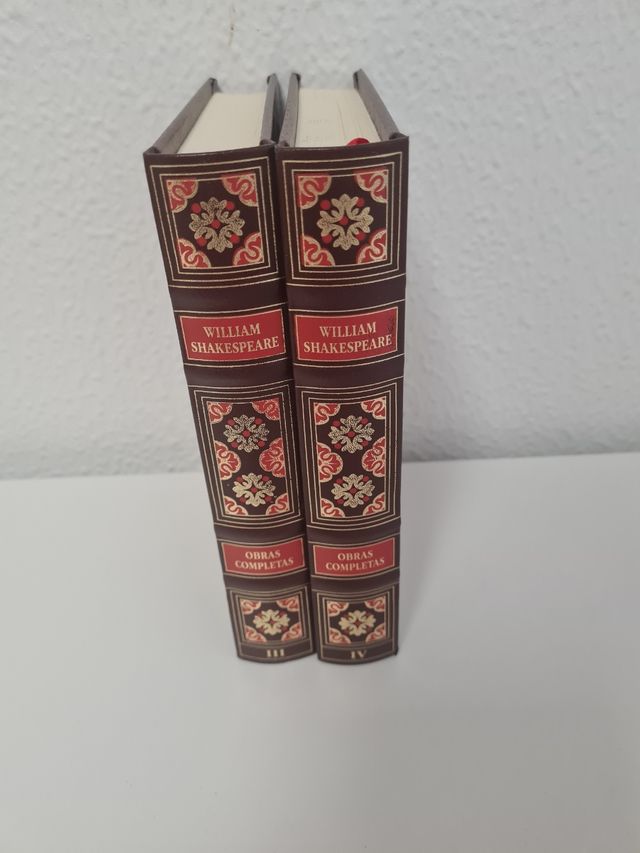 WILLIAM
SHAKESPEARE
OBRAS
COMPLETAS
III
WILLIAM
SHAKESPEARE
OBRAS
COMPLETAS
IV